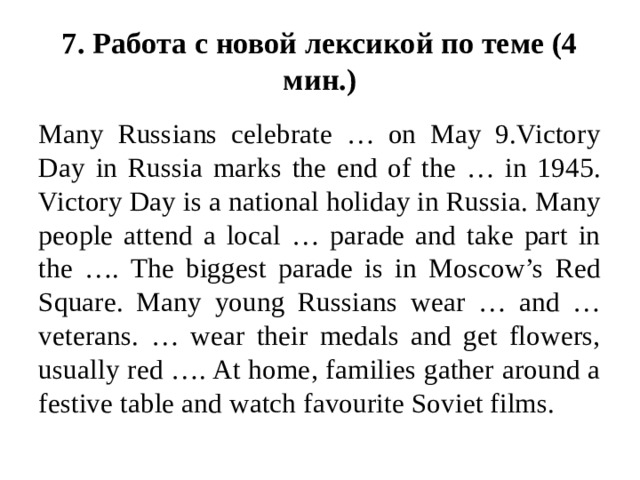 7. Работа с новой лексикой по теме (4
мин.)
Many Russians celebrate … on May 9.Victory
Day in Russia marks the end of the … in 1945.
Victory Day is a national holiday in Russia. Many
people attend a local … parade and take part in
the …. The biggest parade is in Moscow’s Red
Square. Many young Russians wear … and …
veterans. … wear their medals and get flowers,
usually red …. At home, families gather around a
festive table and watch favourite Soviet films.